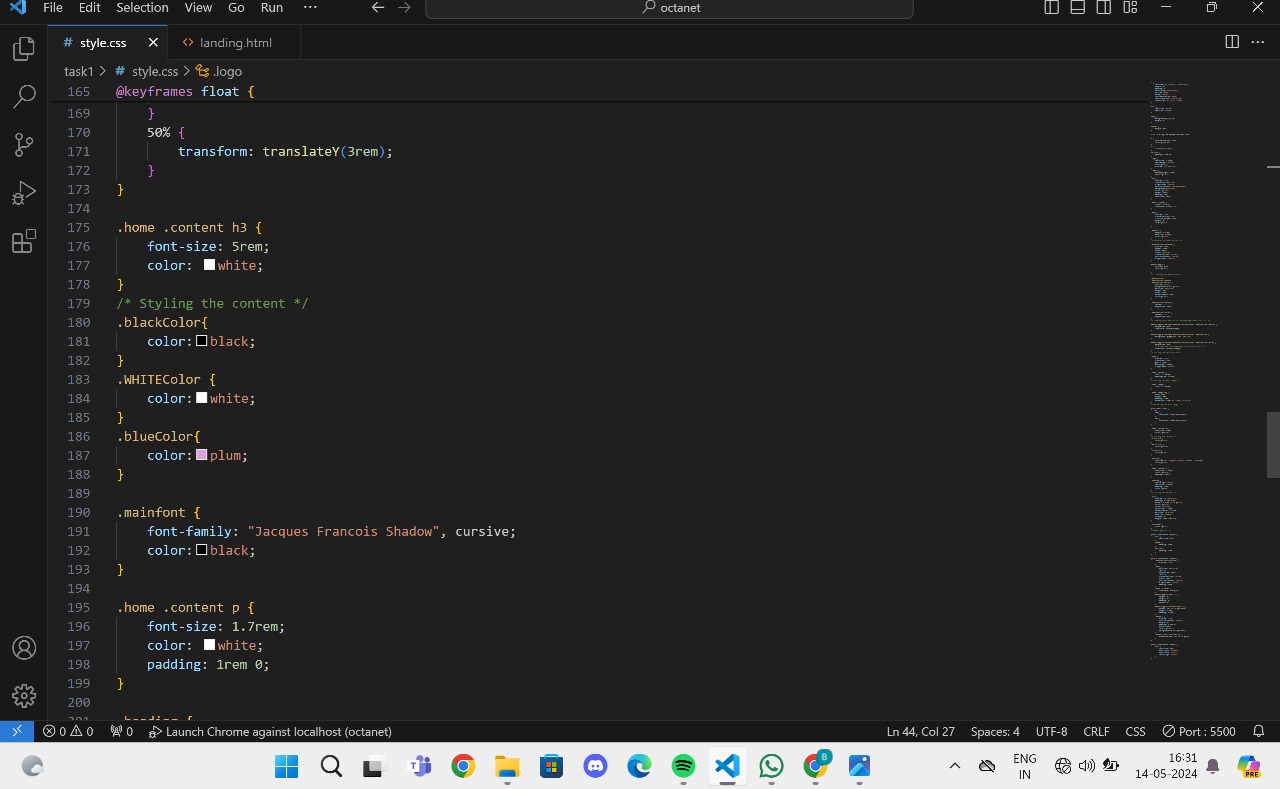 File Edit Selection View Go Run ···
octanet
# style.css
<> landing.html
task1 > # style.css > .logo
165 @keyframes float {
169 }
170 50% {
171 transform: translateY(3rem);
172 }
173 }
174
175 .home .content h3 {
176 font-size: 5rem;
177 color: white;
178 }
179 /* Styling the content */
180 .blackColor{
181 color: black;
182 }
183 .WHITEColor {
184 color: white;
185 }
186 .blueColor{
187 color: plum;
188 }
189
190 .mainfont {
191 font-family: "Jacques Francois Shadow", cursive;
192 color: black;
193 }
194
195 .home .content p {
196 font-size: 1.7rem;
197 color: white;
198 padding: 1rem 0;
199 }
200
201 .heading {
0 0 0 Launch Chrome against localhost (octanet) Ln 44, Col 27 Spaces: 4 UTF-8 CRLF CSS Port : 5500
ENG
IN
16:31
14-05-2024
B
PRE